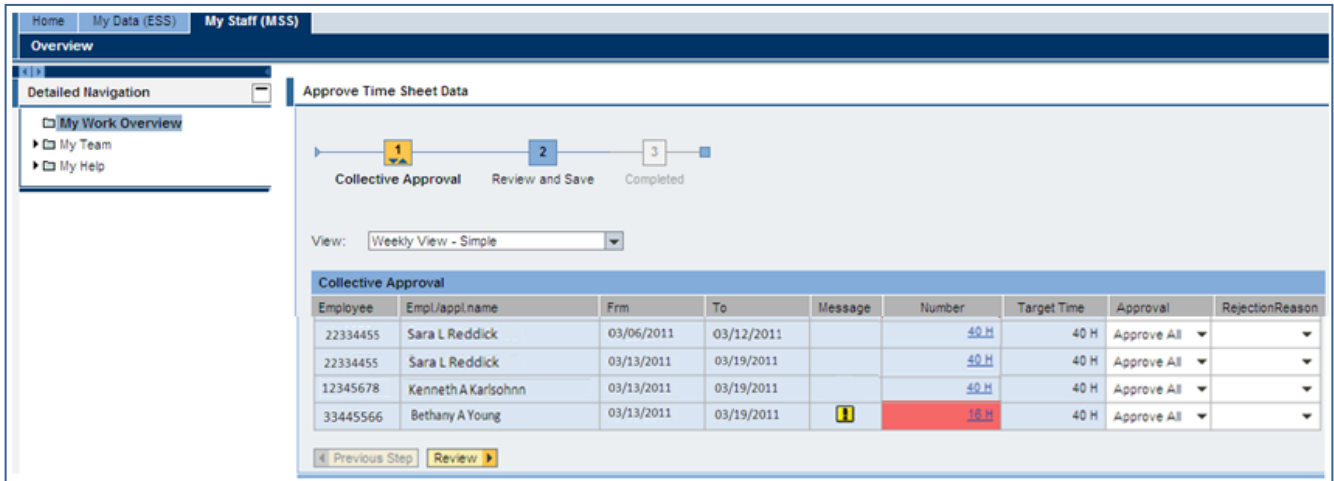 Home My Data (ESS) My Staff (MSS)
Overview
Detailed Navigation
My Work Overview
My Team
My Help
Approve Time Sheet Data
1 2 3
Collective Approval Review and Save Completed
View: Weekly View - Simple
Collective Approval
Employee Empl./appl.name Frm To Message Number Target Time Approval RejectionReason
22334455 Sara L Reddick 03/06/2011 03/12/2011 40 H 40 H Approve All
22334455 Sara L Reddick 03/13/2011 03/19/2011 40 H 40 H Approve All
12345678 Kenneth A Karlsohnn 03/13/2011 03/19/2011 40 H 40 H Approve All
33445566 Bethany A Young 03/13/2011 03/19/2011 ! 16 H 40 H Approve All
Previous Step Review